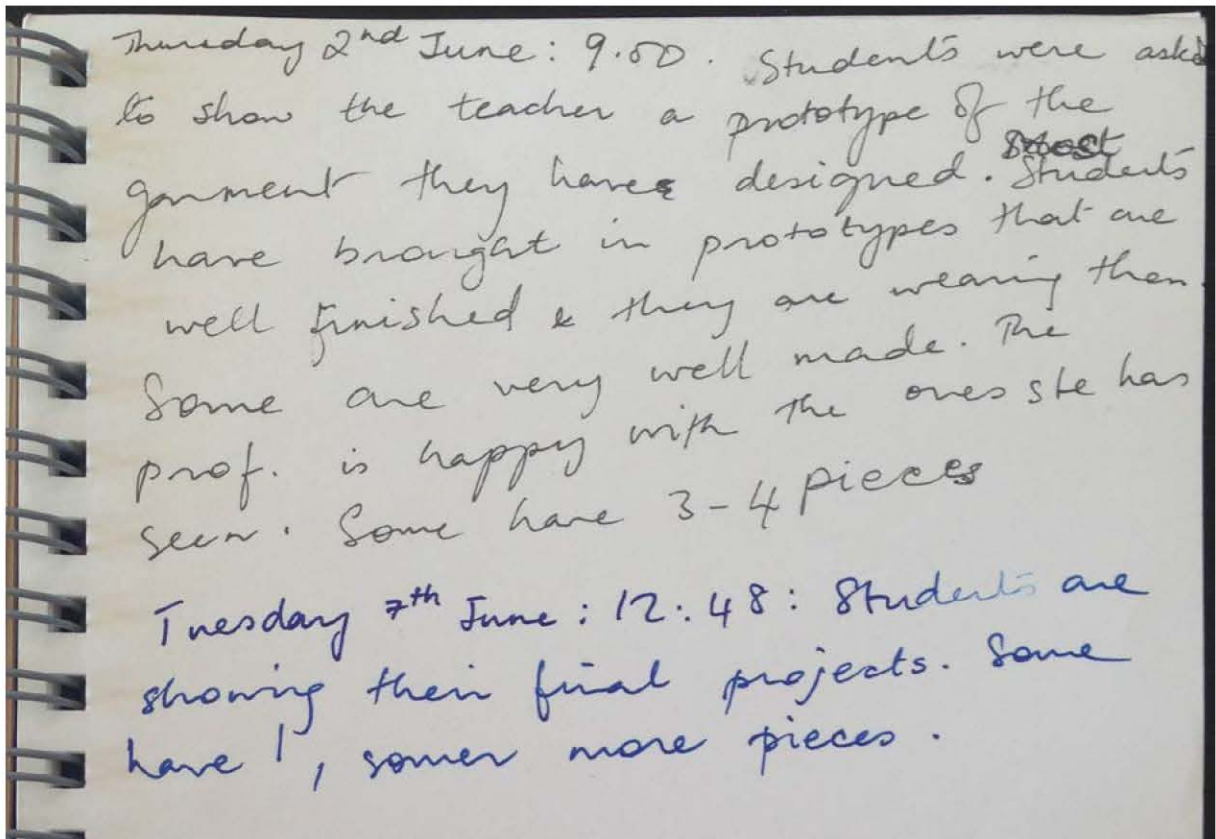 Thursday 2nd June: 9.50. Students were asked
to show the teacher a prototype of the
garment they have designed. Students
have brought in prototypes that are
well finished & they are wearing them.
Some are very well made. The
prof. is happy with the ones she has
seen. Some have 3-4 pieces
Tuesday 7th June: 12:48: Students are
showing their final projects. Some
have 1, somer more pieces.